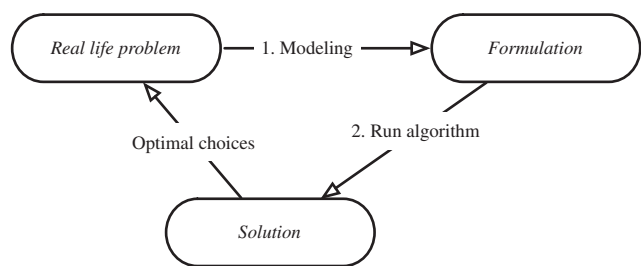 Real life problem
1. Modeling
Formulation
2. Run algorithm
Optimal choices
Solution